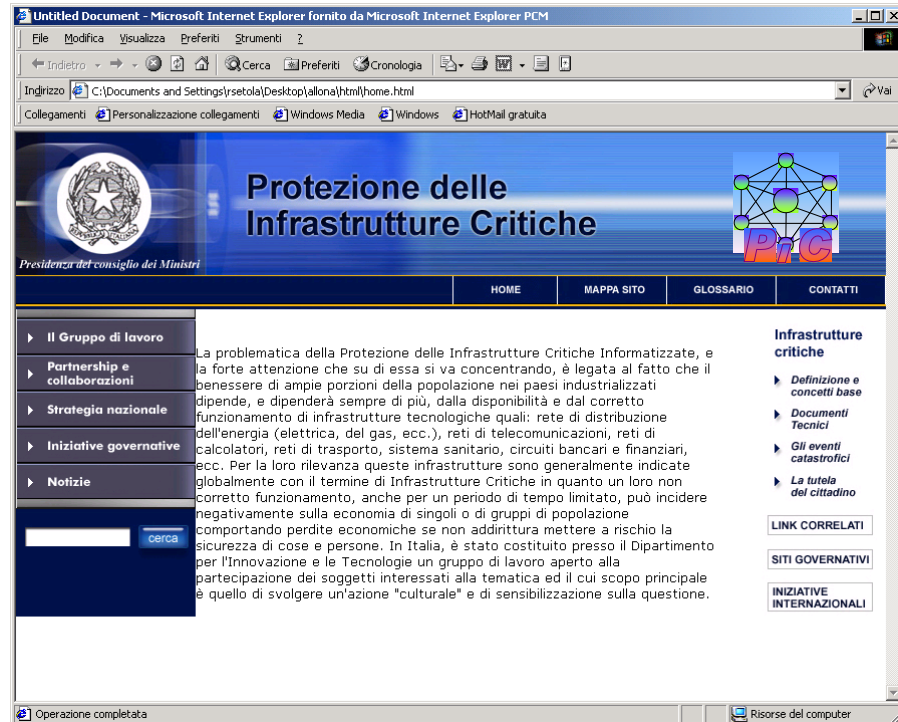 Untitled Document - Microsoft Internet Explorer fornito da Microsoft Internet Explorer PCM
File Modifica Visualizza Preferiti Strumenti ?
Indietro Cerca Preferiti Cronologia
Indirizzo C:\Documents and Settings\rsetola\Desktop\allona\html\home.html Vai
Collegamenti Personalizzazione collegamenti Windows Media Windows HotMail gratuita
Protezione delle
Infrastrutture Critiche
PiC
Presidenza del consiglio dei Ministri
HOME MAPPA SITO GLOSSARIO CONTATTI
Il Gruppo di lavoro
Partnership e
collaborazioni
Strategia nazionale
Iniziative governative
Notizie
cerca
La problematica della Protezione delle Infrastrutture Critiche Informatizzate, e
la forte attenzione che su di essa si va concentrando, è legata al fatto che il
benessere di ampie porzioni della popolazione nei paesi industrializzati
dipende, e dipenderà sempre di più, dalla disponibilità e dal corretto
funzionamento di infrastrutture tecnologiche quali: rete di distribuzione
dell'energia (elettrica, del gas, ecc.), reti di telecomunicazioni, reti di
calcolatori, reti di trasporto, sistema sanitario, circuiti bancari e finanziari,
ecc. Per la loro rilevanza queste infrastrutture sono generalmente indicate
globalmente con il termine di Infrastrutture Critiche in quanto un loro non
corretto funzionamento, anche per un periodo di tempo limitato, può incidere
negativamente sulla economia di singoli o di gruppi di popolazione
comportando perdite economiche se non addirittura mettere a rischio la
sicurezza di cose e persone. In Italia, è stato costituito presso il Dipartimento
per l'Innovazione e le Tecnologie un gruppo di lavoro aperto alla
partecipazione dei soggetti interessati alla tematica ed il cui scopo principale
è quello di svolgere un'azione "culturale" e di sensibilizzazione sulla questione.
Infrastrutture
critiche
Definizione e
concetti base
Documenti
Tecnici
Gli eventi
catastrofici
La tutela
del cittadino
LINK CORRELATI
SITI GOVERNATIVI
INIZIATIVE
INTERNAZIONALI
Operazione completata Risorse del computer